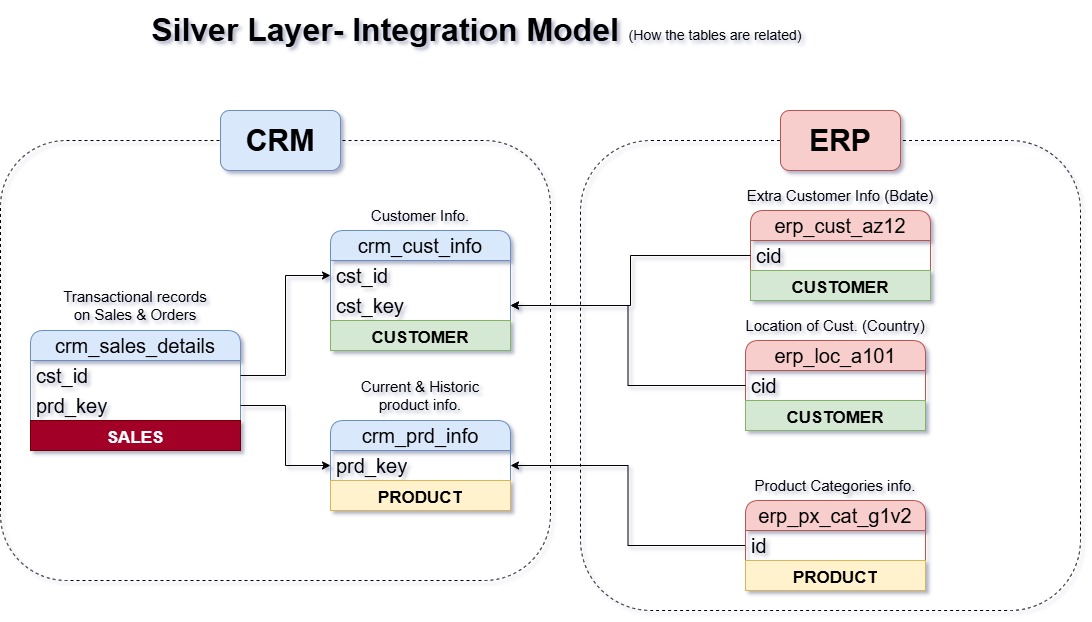 Silver Layer- Integration Model (How the tables are related)
CRM
ERP
Transactional records
on Sales & Orders
crm_sales_details
cst_id
prd_key
SALES
Customer Info.
crm_cust_info
cst_id
cst_key
CUSTOMER
Current & Historic
product info.
crm_prd_info
prd_key
PRODUCT
Extra Customer Info (Bdate)
erp_cust_az12
cid
CUSTOMER
Location of Cust. (Country)
erp_loc_a101
cid
CUSTOMER
Product Categories info.
erp_px_cat_g1v2
id
PRODUCT